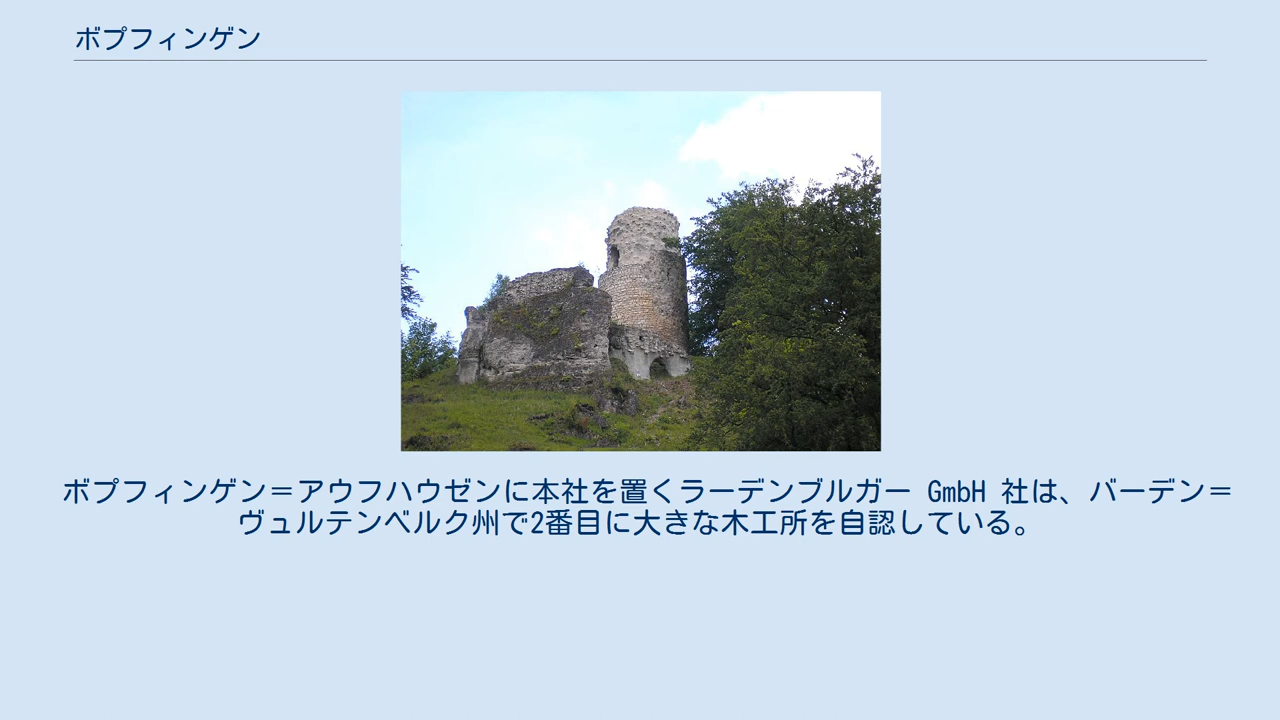 ボプフィンゲン
ボプフィンゲン＝アウフハウゼンに本社を置くラーデンブルガー GmbH 社は、バーデン＝
ヴュルテンベルク州で2番目に大きな木工所を自認している。